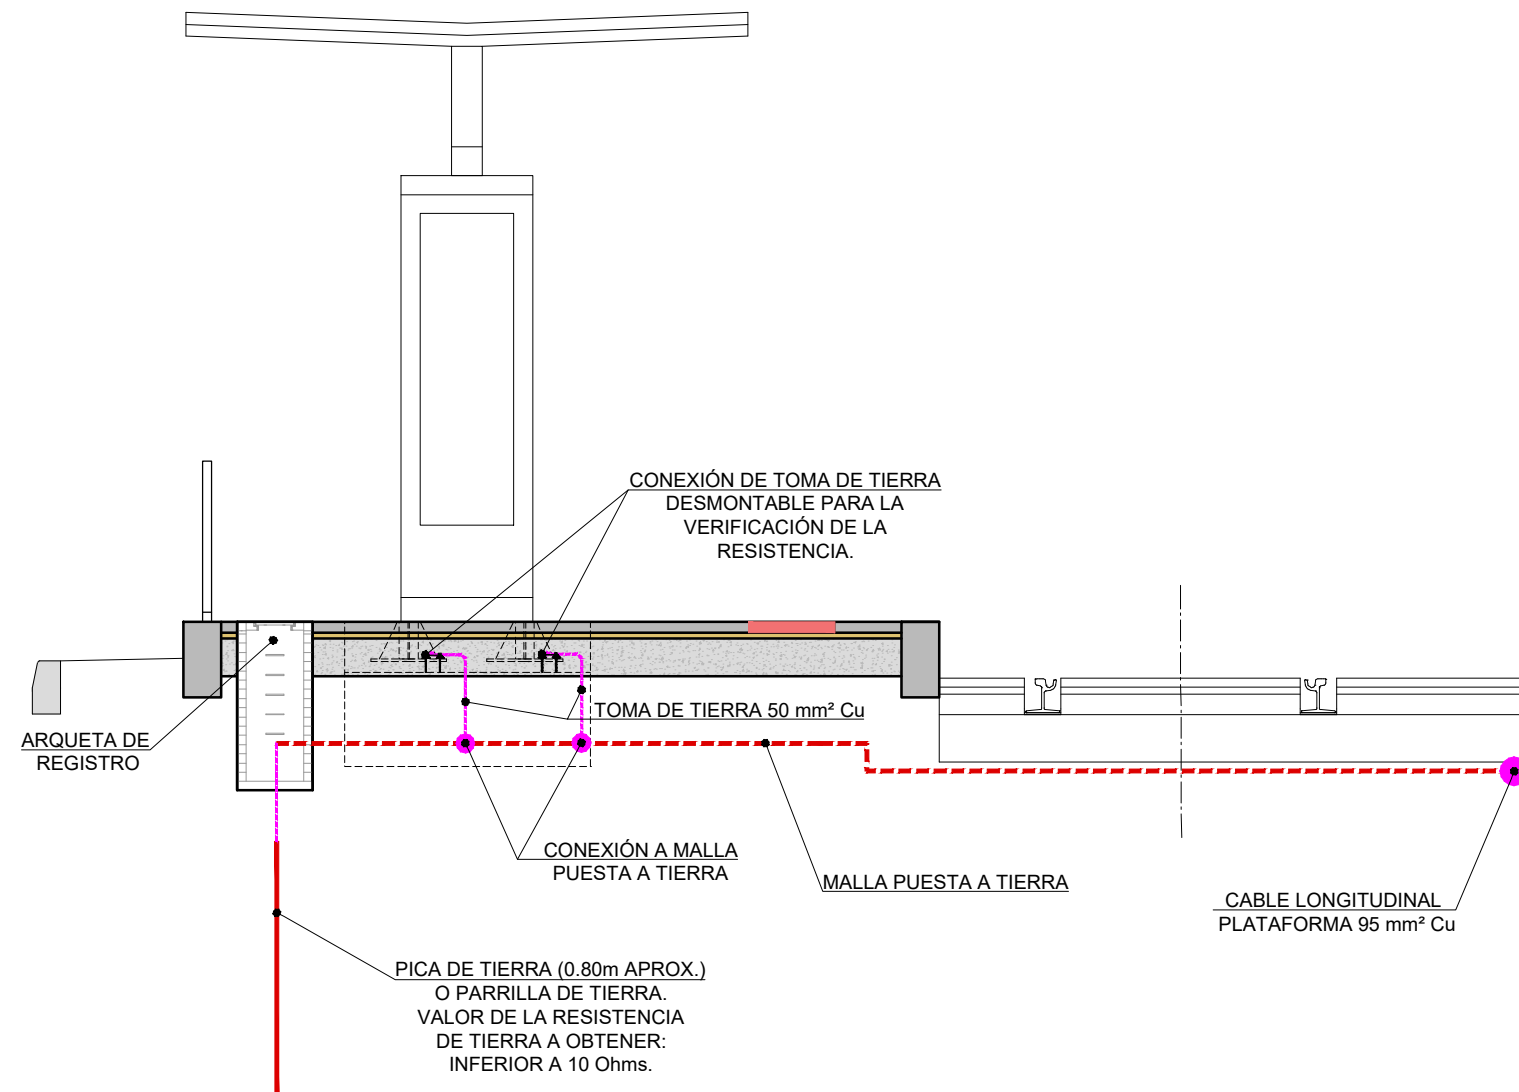 CONEXIÓN DE TOMA DE TIERRA
DESMONTABLE PARA LA
VERIFICACIÓN DE LA
RESISTENCIA.
TOMA DE TIERRA 50 mm² Cu
ARQUETA DE
REGISTRO
CONEXIÓN A MALLA
PUESTA A TIERRA
MALLA PUESTA A TIERRA
CABLE LONGITUDINAL
PLATAFORMA 95 mm² Cu
PICA DE TIERRA (0.80m APROX.)
O PARRILLA DE TIERRA.
VALOR DE LA RESISTENCIA
DE TIERRA A OBTENER:
INFERIOR A 10 Ohms.